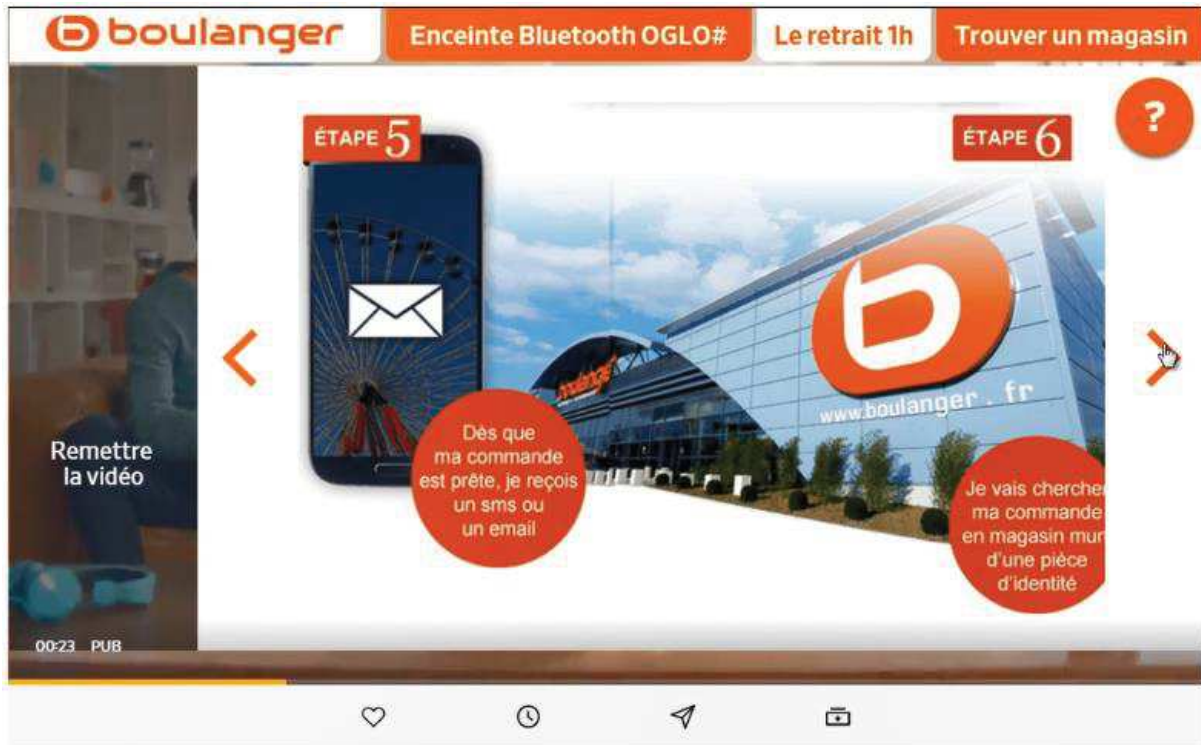 boulanger
Enceinte Bluetooth OGLO#
Le retrait 1h
Trouver un magasin
?
ÉTAPE 5
ÉTAPE 6
boulanger
b
www.boulanger.fr
Dès que
ma commande
est prête, je reçois
un sms ou
un email
Je vais chercher
ma commande
en magasin muni
d'une pièce
d'identité
Remettre
la vidéo
00:23 PUB